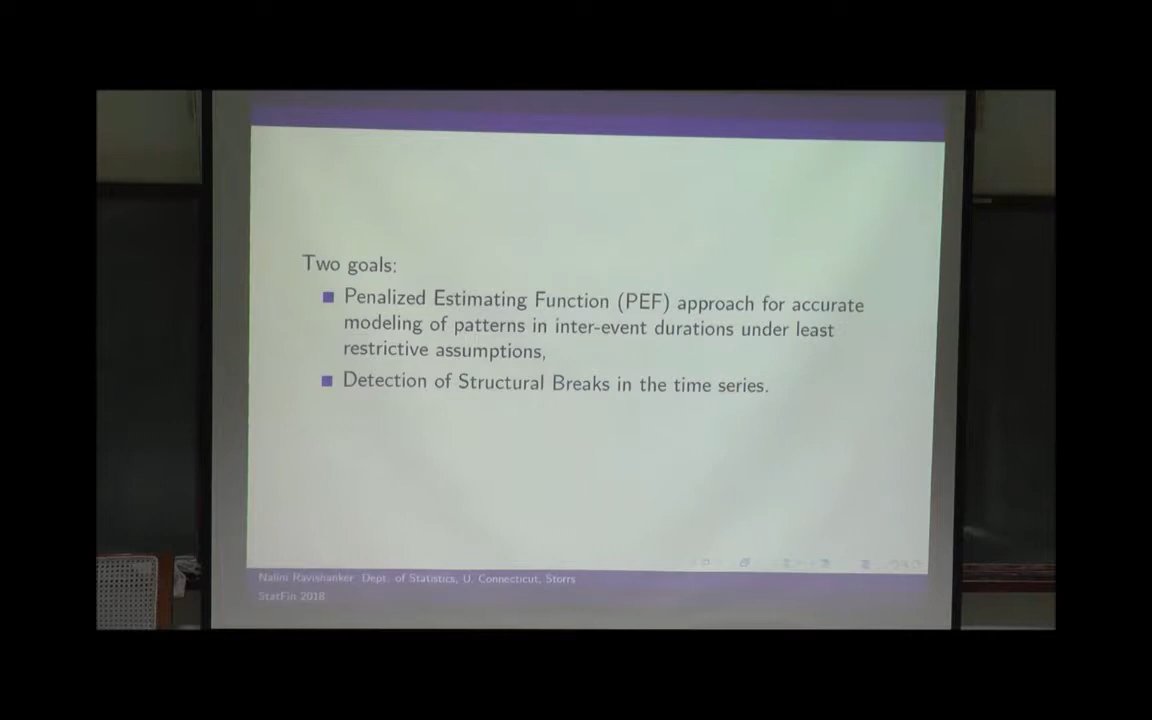 Two goals:
Penalized Estimating Function (PEF) approach for accurate
modeling of patterns in inter-event durations under least
restrictive assumptions,
Detection of Structural Breaks in the time series.
Nalini Ravishanker Dept. of Statistics, U. Connecticut, Storrs
StatFin 2018